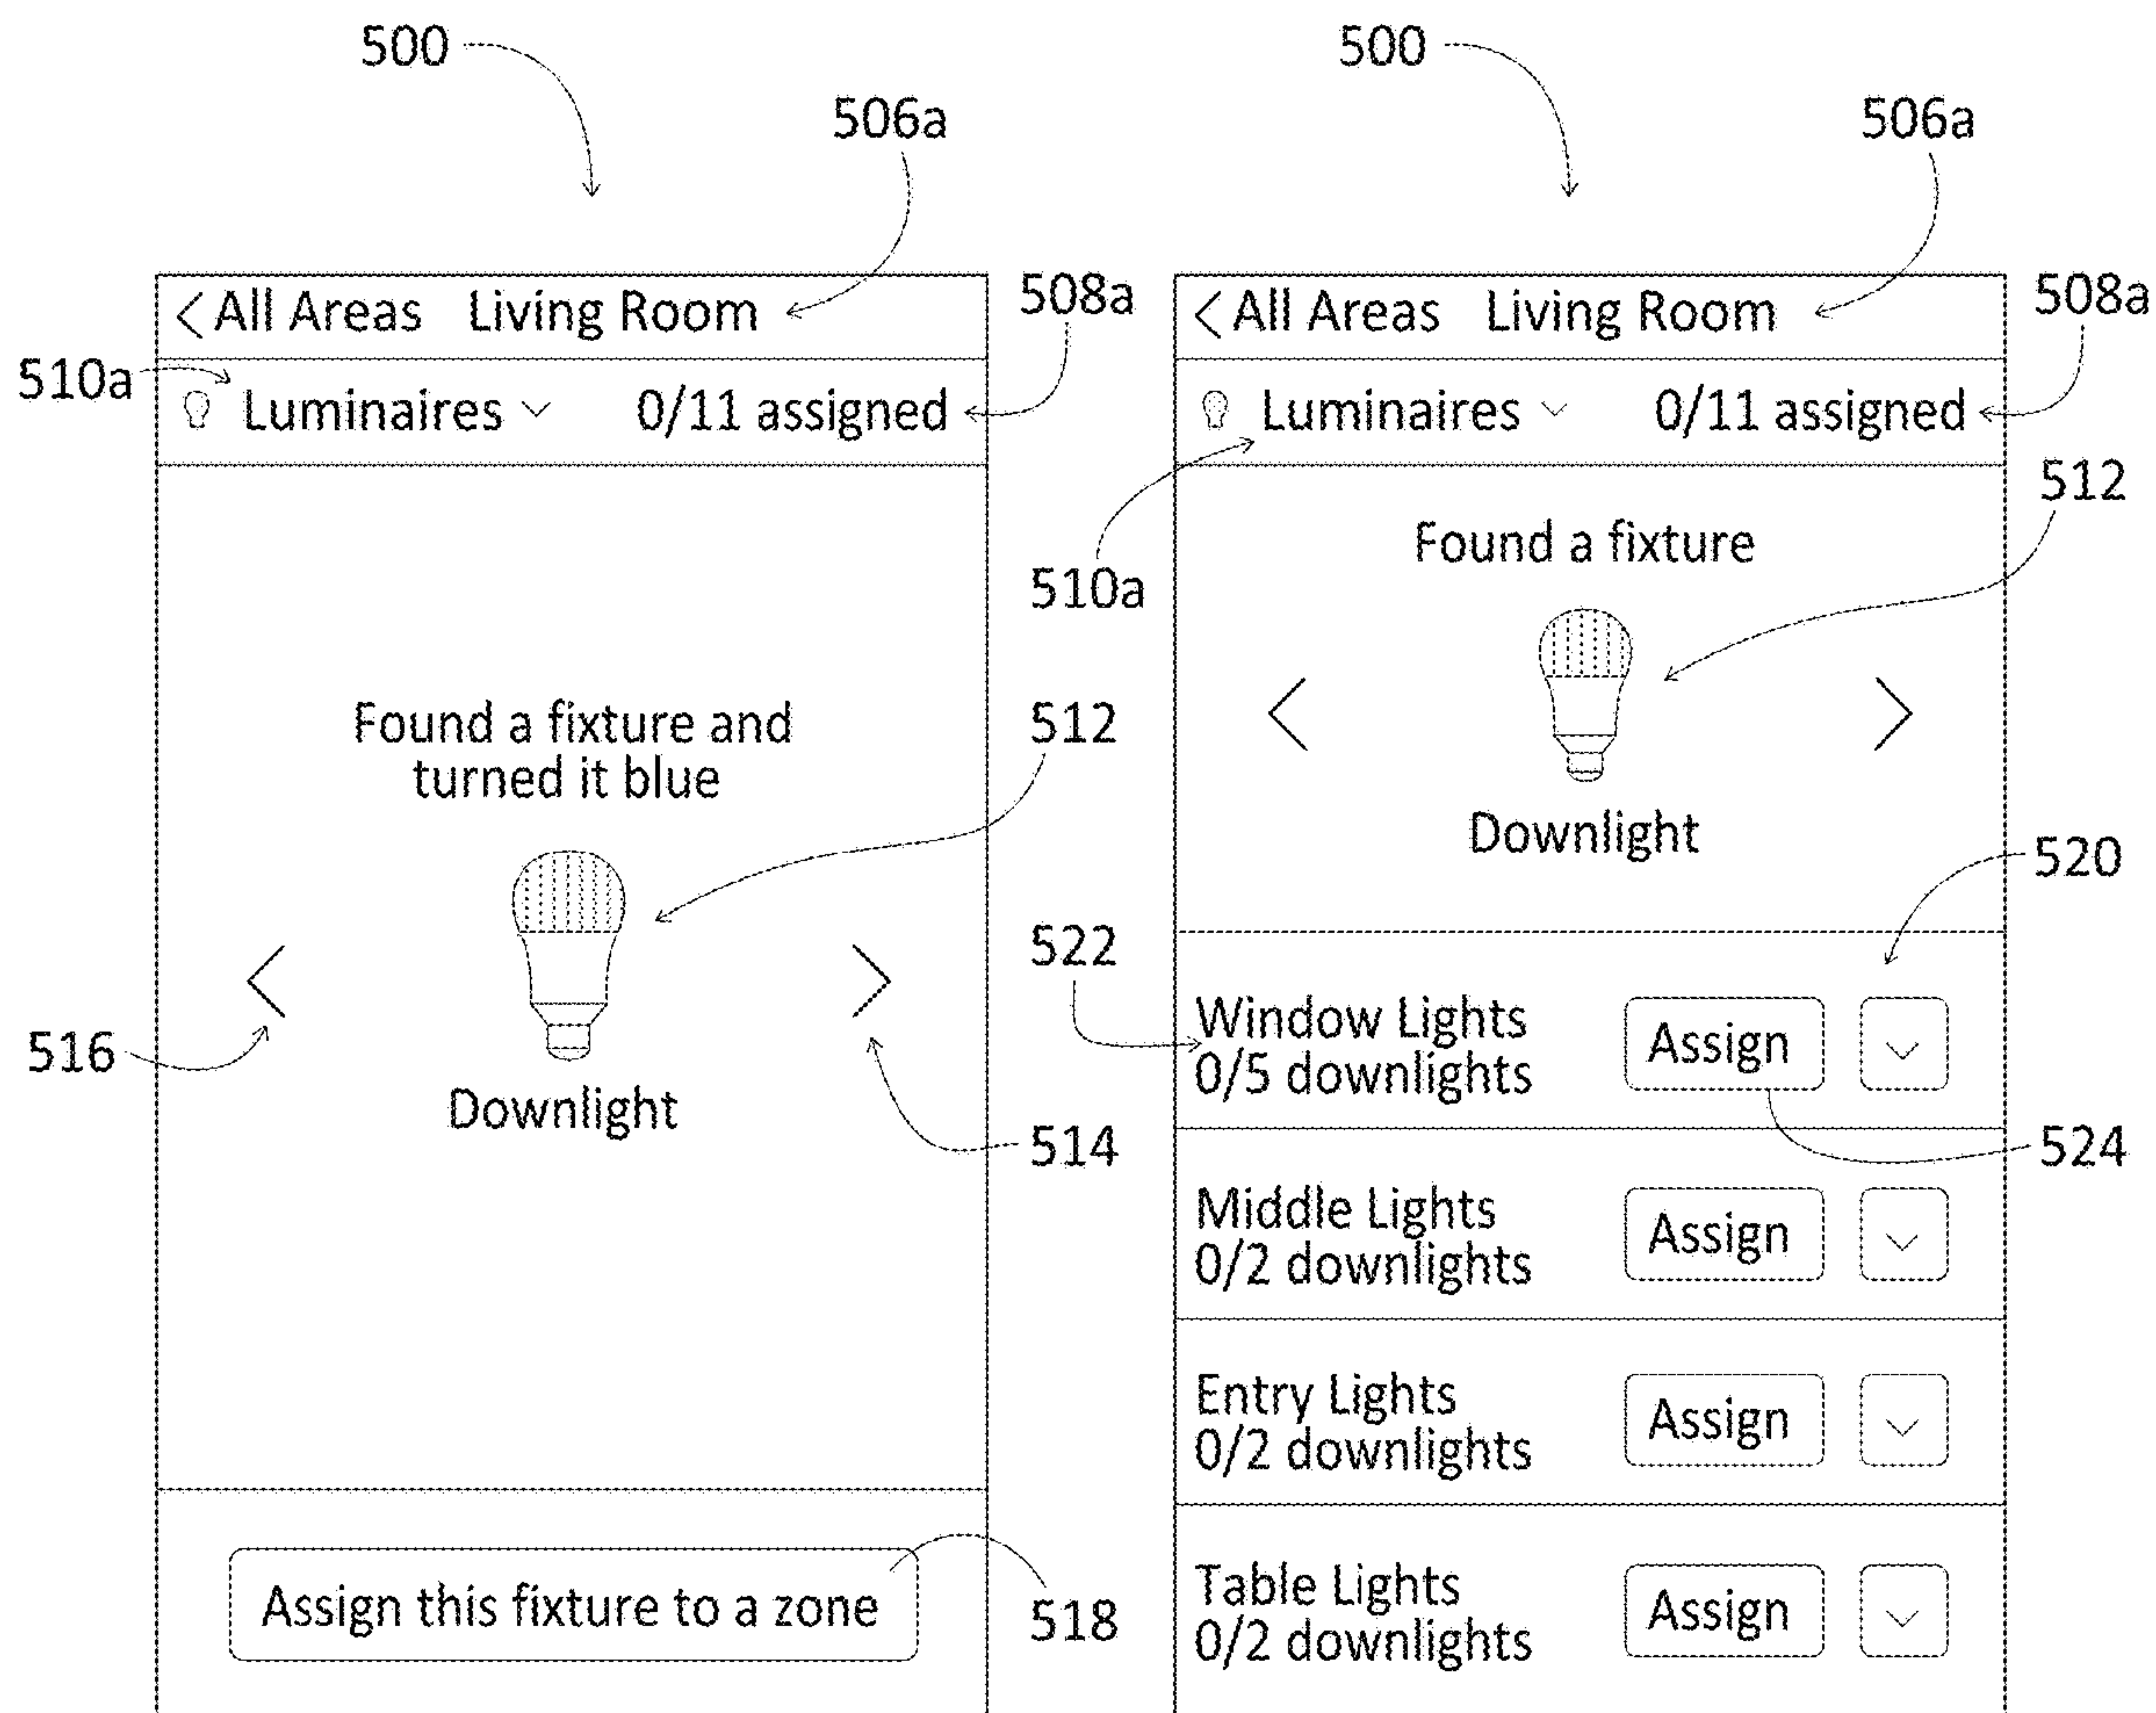 500
506a
< All Areas Living Room
508a
510a
Luminaires 0/11 assigned
Found a fixture and
turned it blue
512
516
Downlight
514
Assign this fixture to a zone
518
500
506a
< All Areas Living Room
508a
Luminaires 0/11 assigned
512
Found a fixture
510a
Downlight
520
522
Window Lights
0/5 downlights
Assign
524
Middle Lights
0/2 downlights
Assign
Entry Lights
0/2 downlights
Assign
Table Lights
0/2 downlights
Assign